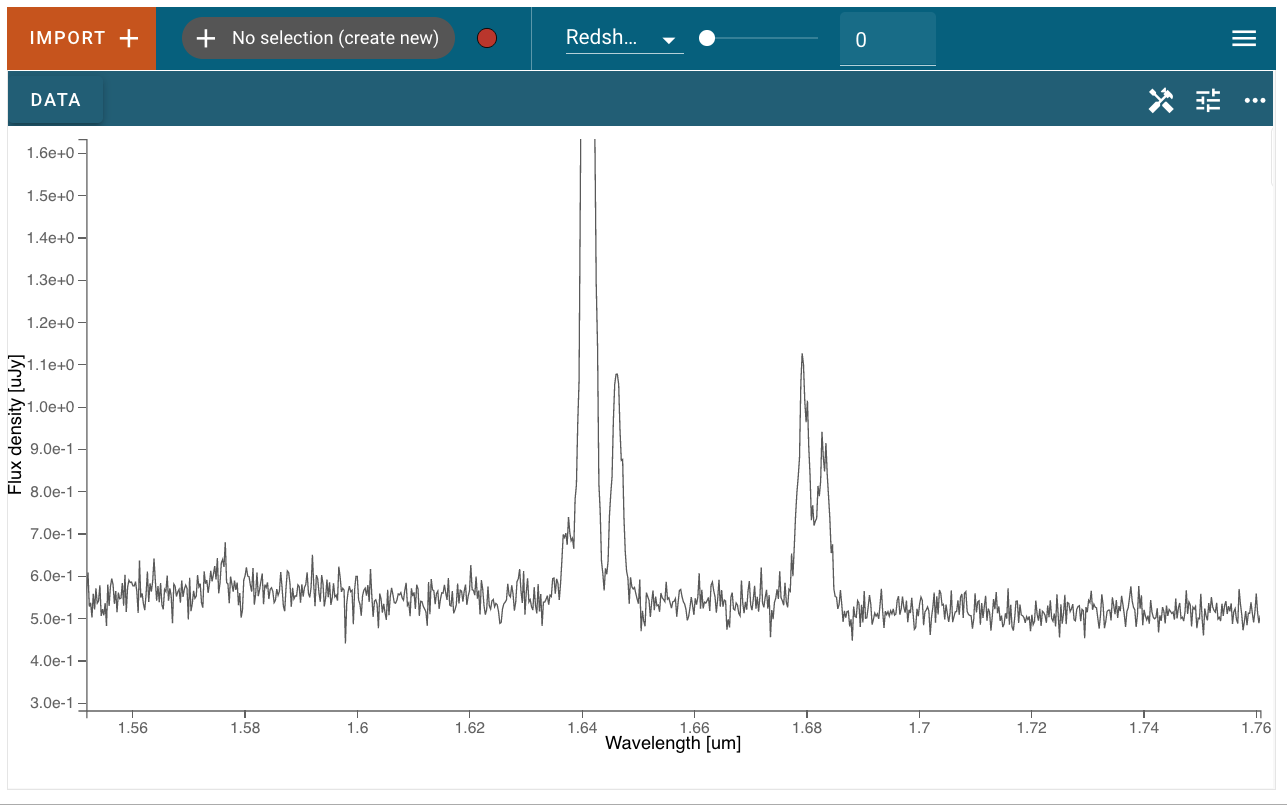 IMPORT
No selection (create new)
Redsh...
0
DATA
1.6e+0
1.5e+0
1.4e+0
1.3e+0
1.2e+0
1.1e+0
1.0e+0
9.0e-1
8.0e-1
7.0e-1
6.0e-1
5.0e-1
4.0e-1
3.0e-1
Flux density [uJy]
1.56 1.58 1.6 1.62 1.64 1.66 1.68 1.7 1.72 1.74 1.76
Wavelength [um]